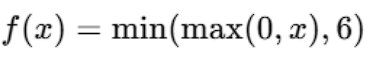 f(x) = min(max(0, x), 6)